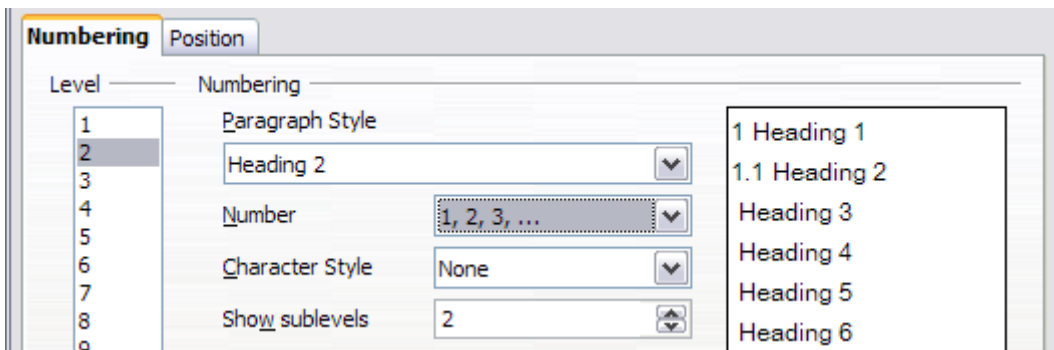 Numbering Position
Level Numbering
1
2
3
4
5
6
7
8
9
Paragraph Style
Heading 2
Number 1, 2, 3, ...
Character Style None
Show sublevels 2
1 Heading 1
1.1 Heading 2
Heading 3
Heading 4
Heading 5
Heading 6